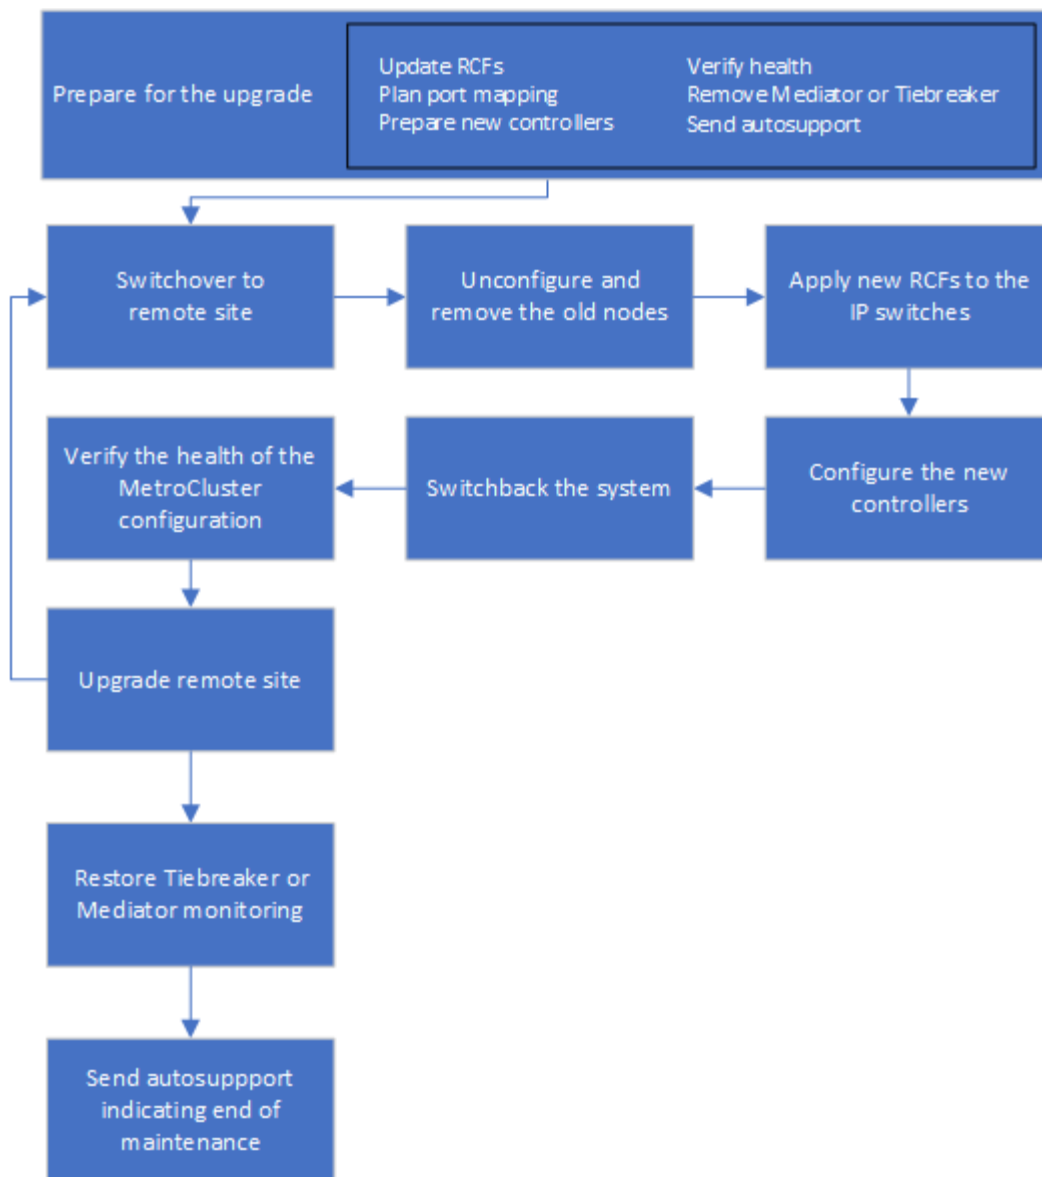 Prepare for the upgrade
Update RCFs
Plan port mapping
Prepare new controllers
Verify health
Remove Mediator or Tiebreaker
Send autosupport
Switchover to
remote site
Unconfigure and
remove the old nodes
Apply new RCFs to the
IP switches
Configure the new
controllers
Switchback the system
Verify the health of the
MetroCluster
configuration
Upgrade remote site
Restore Tiebreaker or
Mediator monitoring
Send autosuppport
indicating end of
maintenance